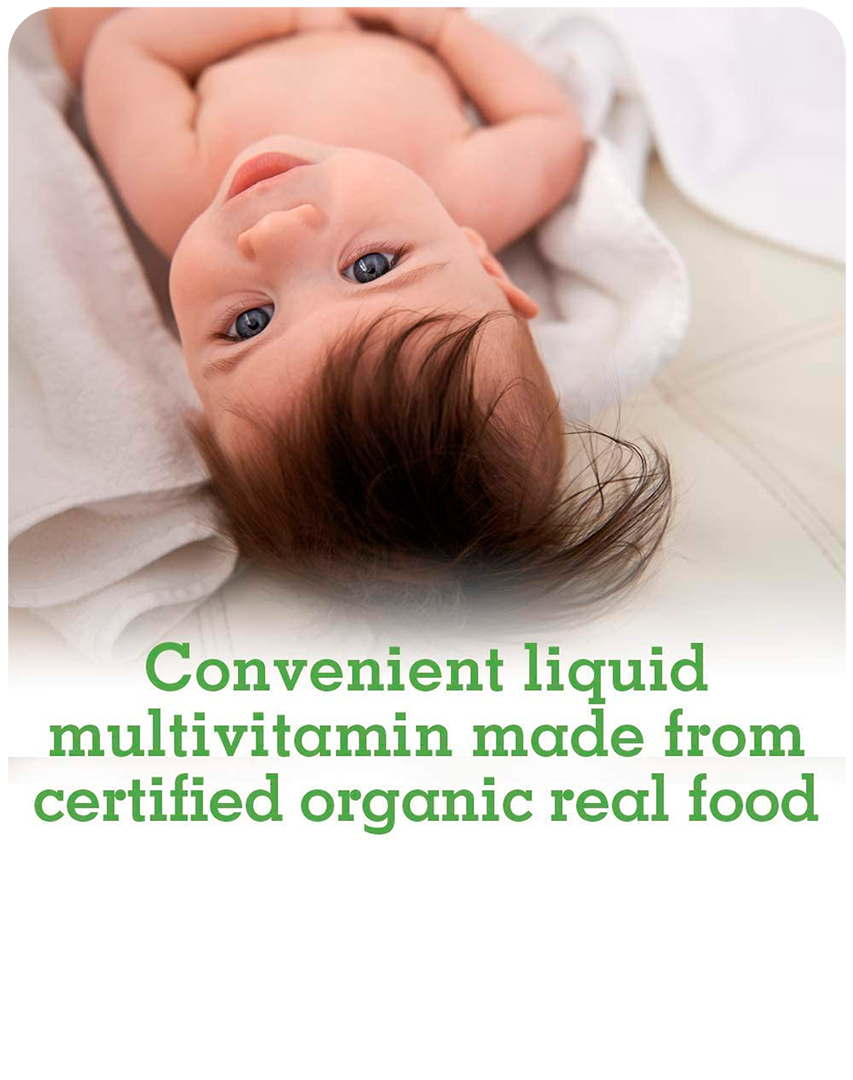 Convenient liquid
multivitamin made from
certified organic real food